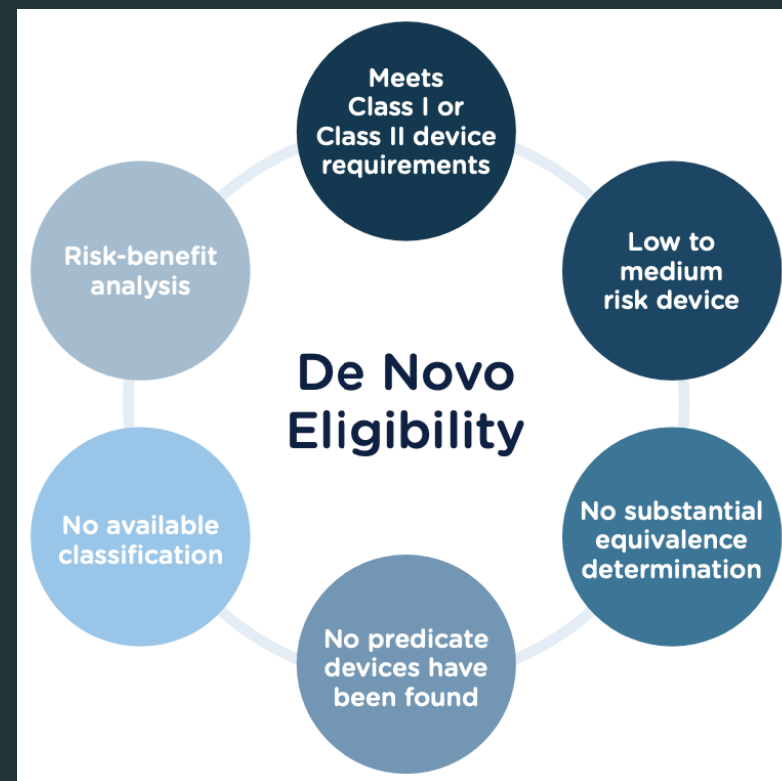 Meets
Class I or
Class II device
requirements
Low to
medium
risk device
No substantial
equivalence
determination
No predicate
devices have
been found
No available
classification
Risk-benefit
analysis
De Novo
Eligibility